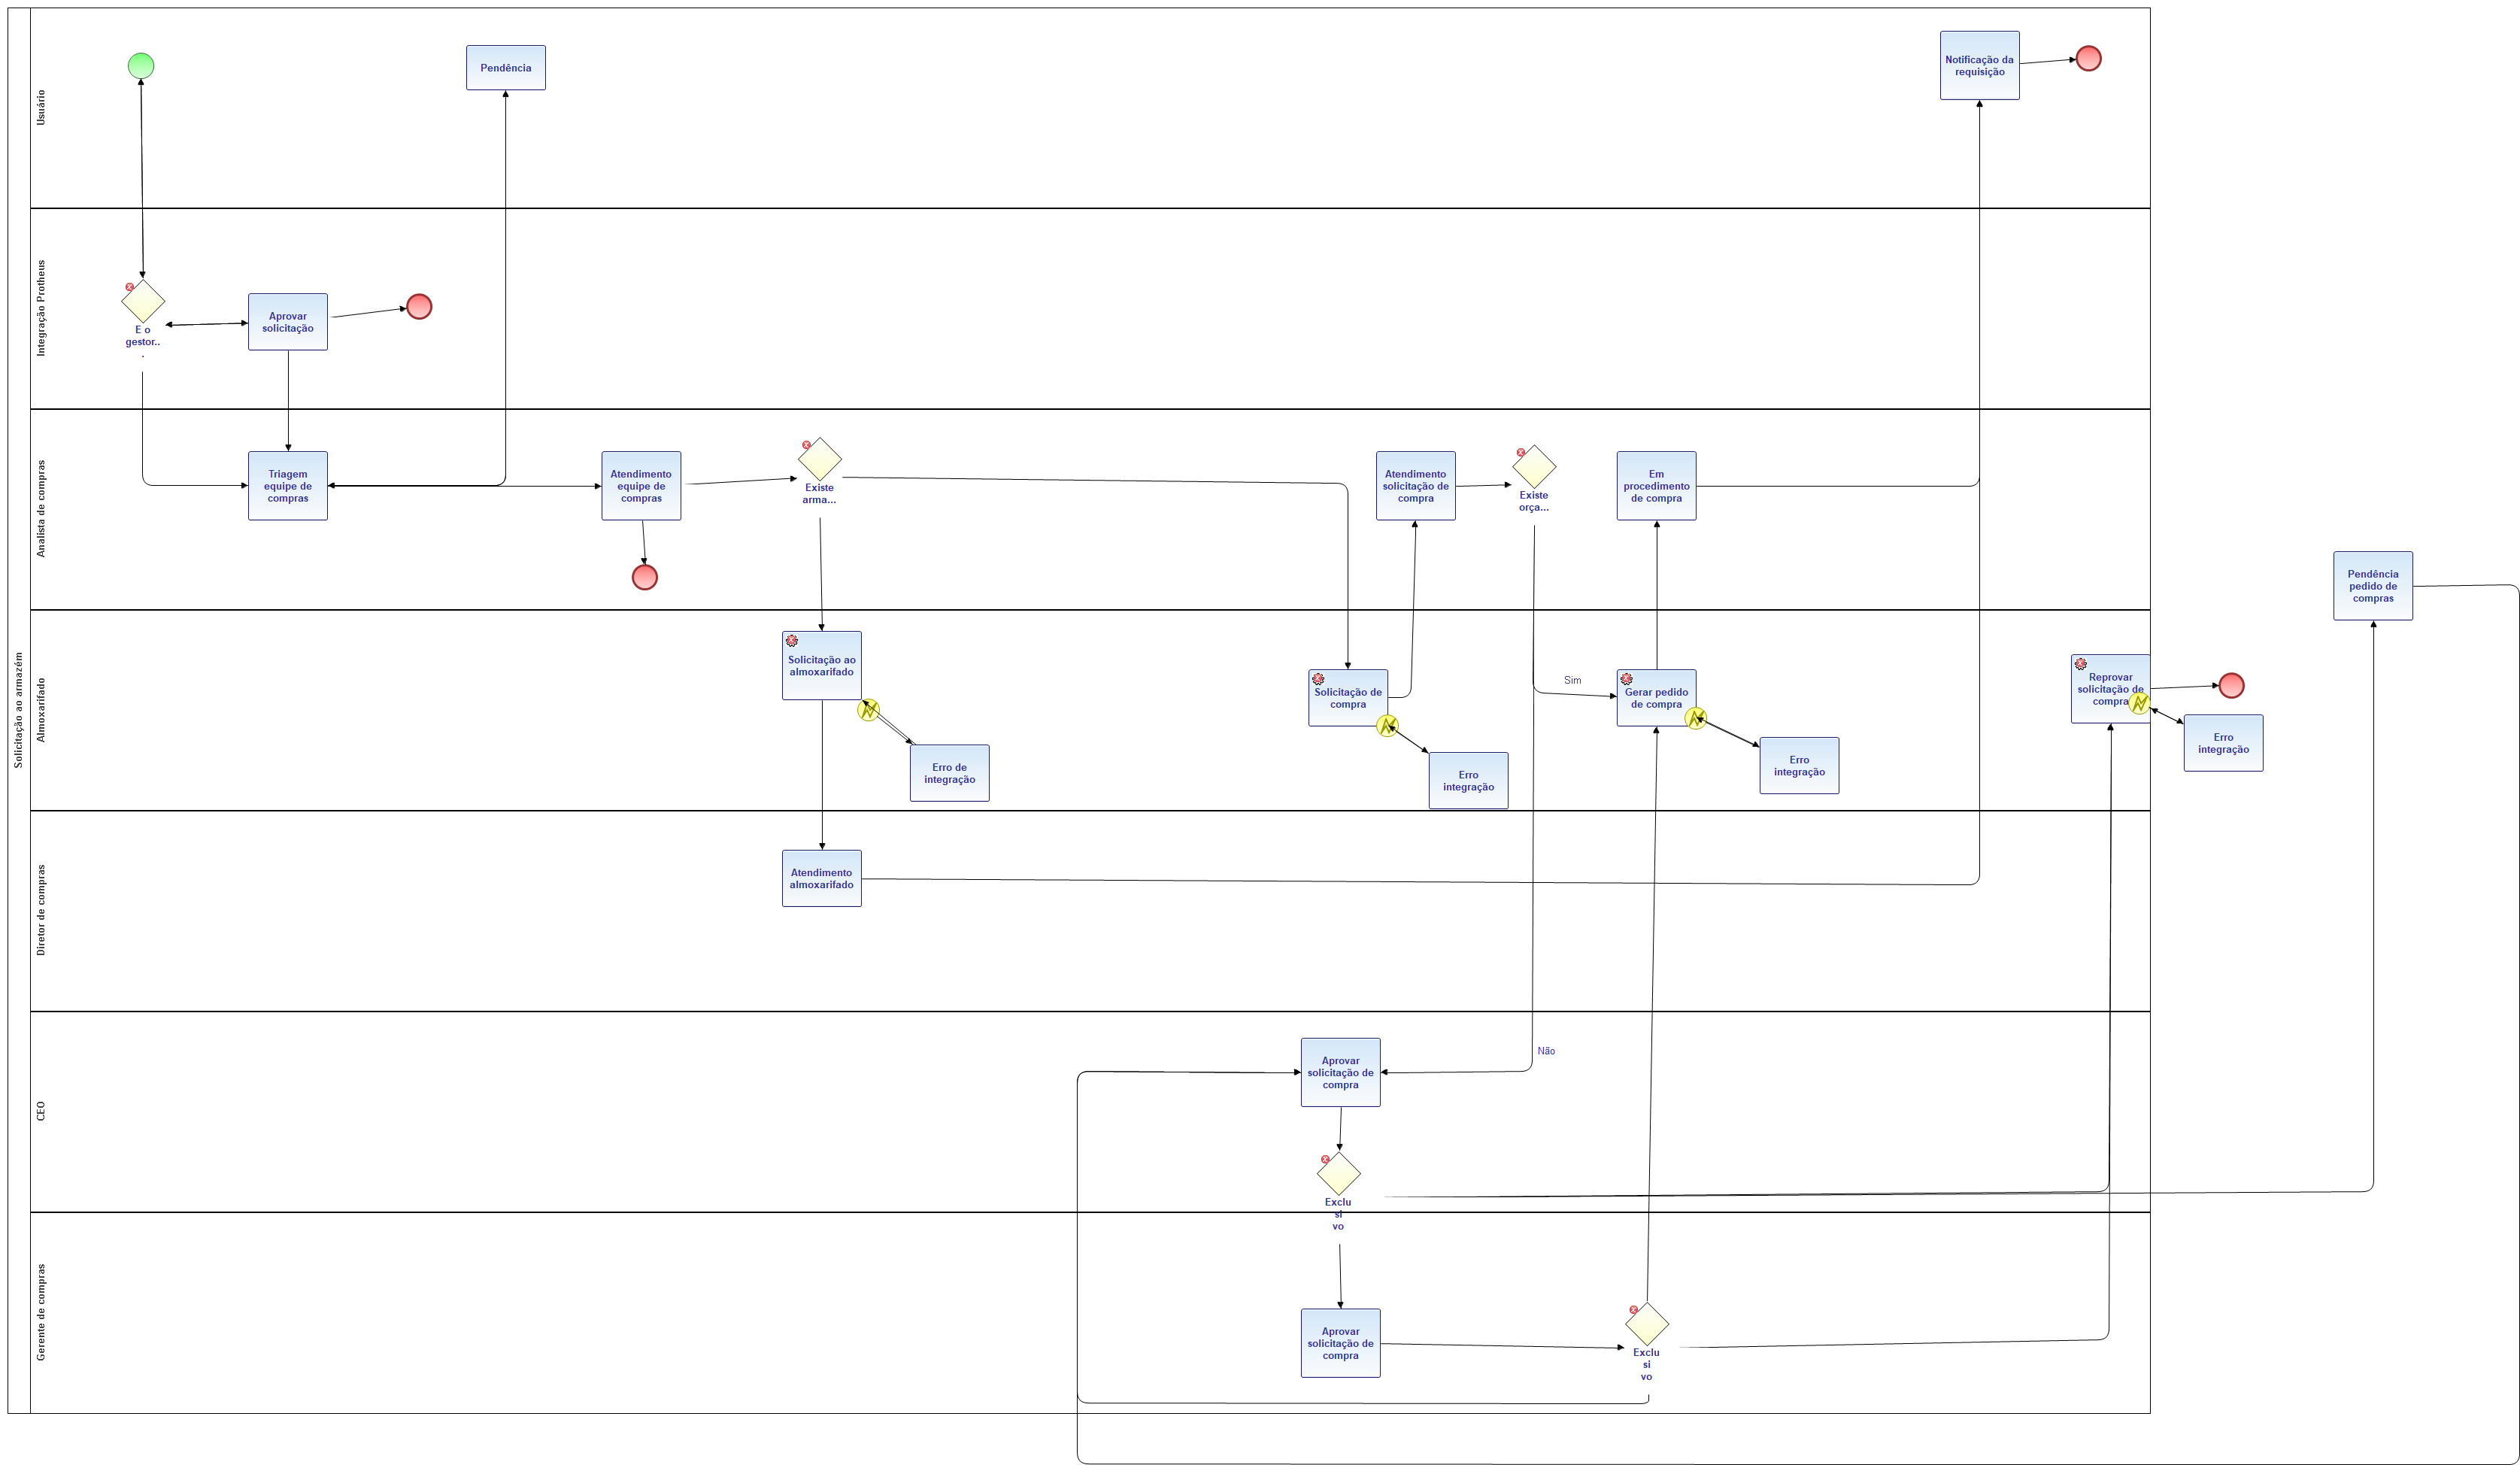 Solicitação ao armazém
Usuário
Pendência
Notificação da
requisição
Integração Protheus
E o
gestor..
.
Aprovar
solicitação
Analista de compras
Triagem
equipe de
compras
Atendimento
equipe de
compras
Existe
arma...
Atendimento
solicitação de
compra
Existe
orça...
Em
procedimento
de compra
Pendência
pedido de
compras
Almoxarifado
Solicitação ao
almoxarifado
Erro de
integração
Solicitação de
compra
Erro
integração
Sim
Gerar pedido
de compra
Erro
integração
Reprovar
solicitação de
compra
Erro
integração
Diretor de compras
Atendimento
almoxarifado
CEO
Aprovar
solicitação de
compra
Não
Exclu
si
vo
Gerente de compras
Aprovar
solicitação de
compra
Exclu
si
vo